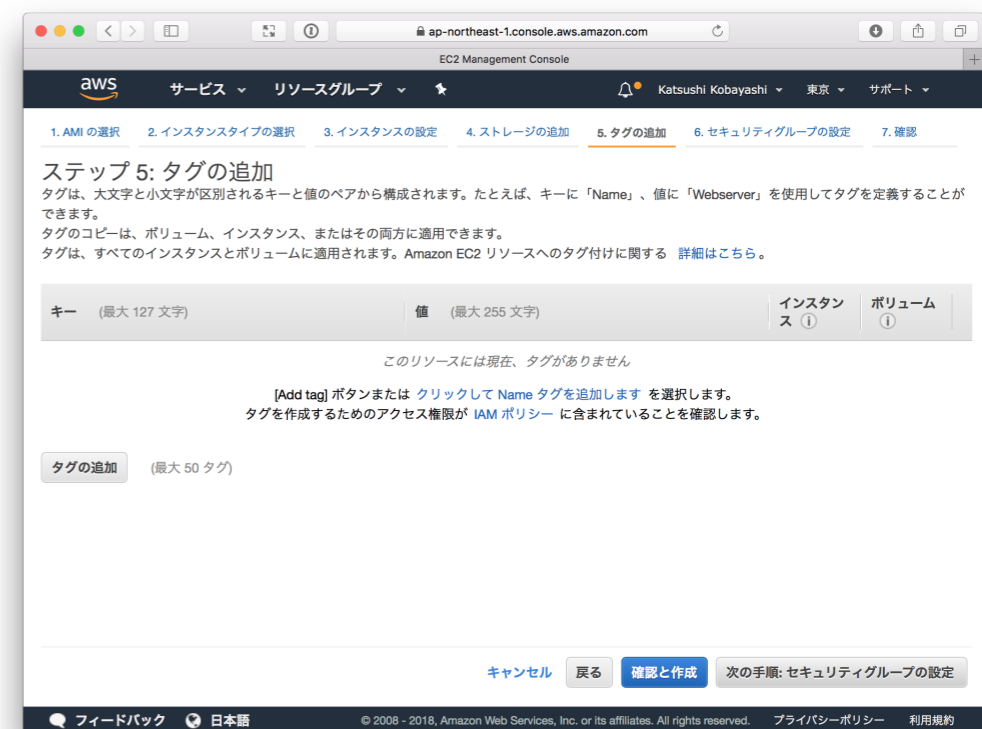 ap-northeast-1.console.aws.amazon.com
EC2 Management Console
aws サービス リソースグループ Katsushi Kobayashi 東京 サポート
1. AMI の選択 2. インスタンスタイプの選択 3. インスタンスの設定 4. ストレージの追加 5. タグの追加 6. セキュリティグループの設定 7. 確認
ステップ 5: タグの追加
タグは、大文字と小文字が区別されるキーと値のペアから構成されます。たとえば、キーに「Name」、値に「Webserver」を使用してタグを定義することが
できます。
タグのコピーは、ボリューム、インスタンス、またはその両方に適用できます。
タグは、すべてのインスタンスとボリュームに適用されます。Amazon EC2 リソースへのタグ付けに関する 詳細はこちら。
キー (最大 127 文字) 値 (最大 255 文字) インスタン ボリューム
ス
このリソースには現在、タグがありません
[Add tag] ボタンまたは クリックして Name タグを追加します を選択します。
タグを作成するためのアクセス権限が IAM ポリシー に含まれていることを確認します。
タグの追加 (最大 50 タグ)
キャンセル 戻る 確認と作成 次の手順: セキュリティグループの設定
フィードバック 日本語 © 2008 - 2018, Amazon Web Services, Inc. or its affiliates. All rights reserved. プライバシーポリシー 利用規約